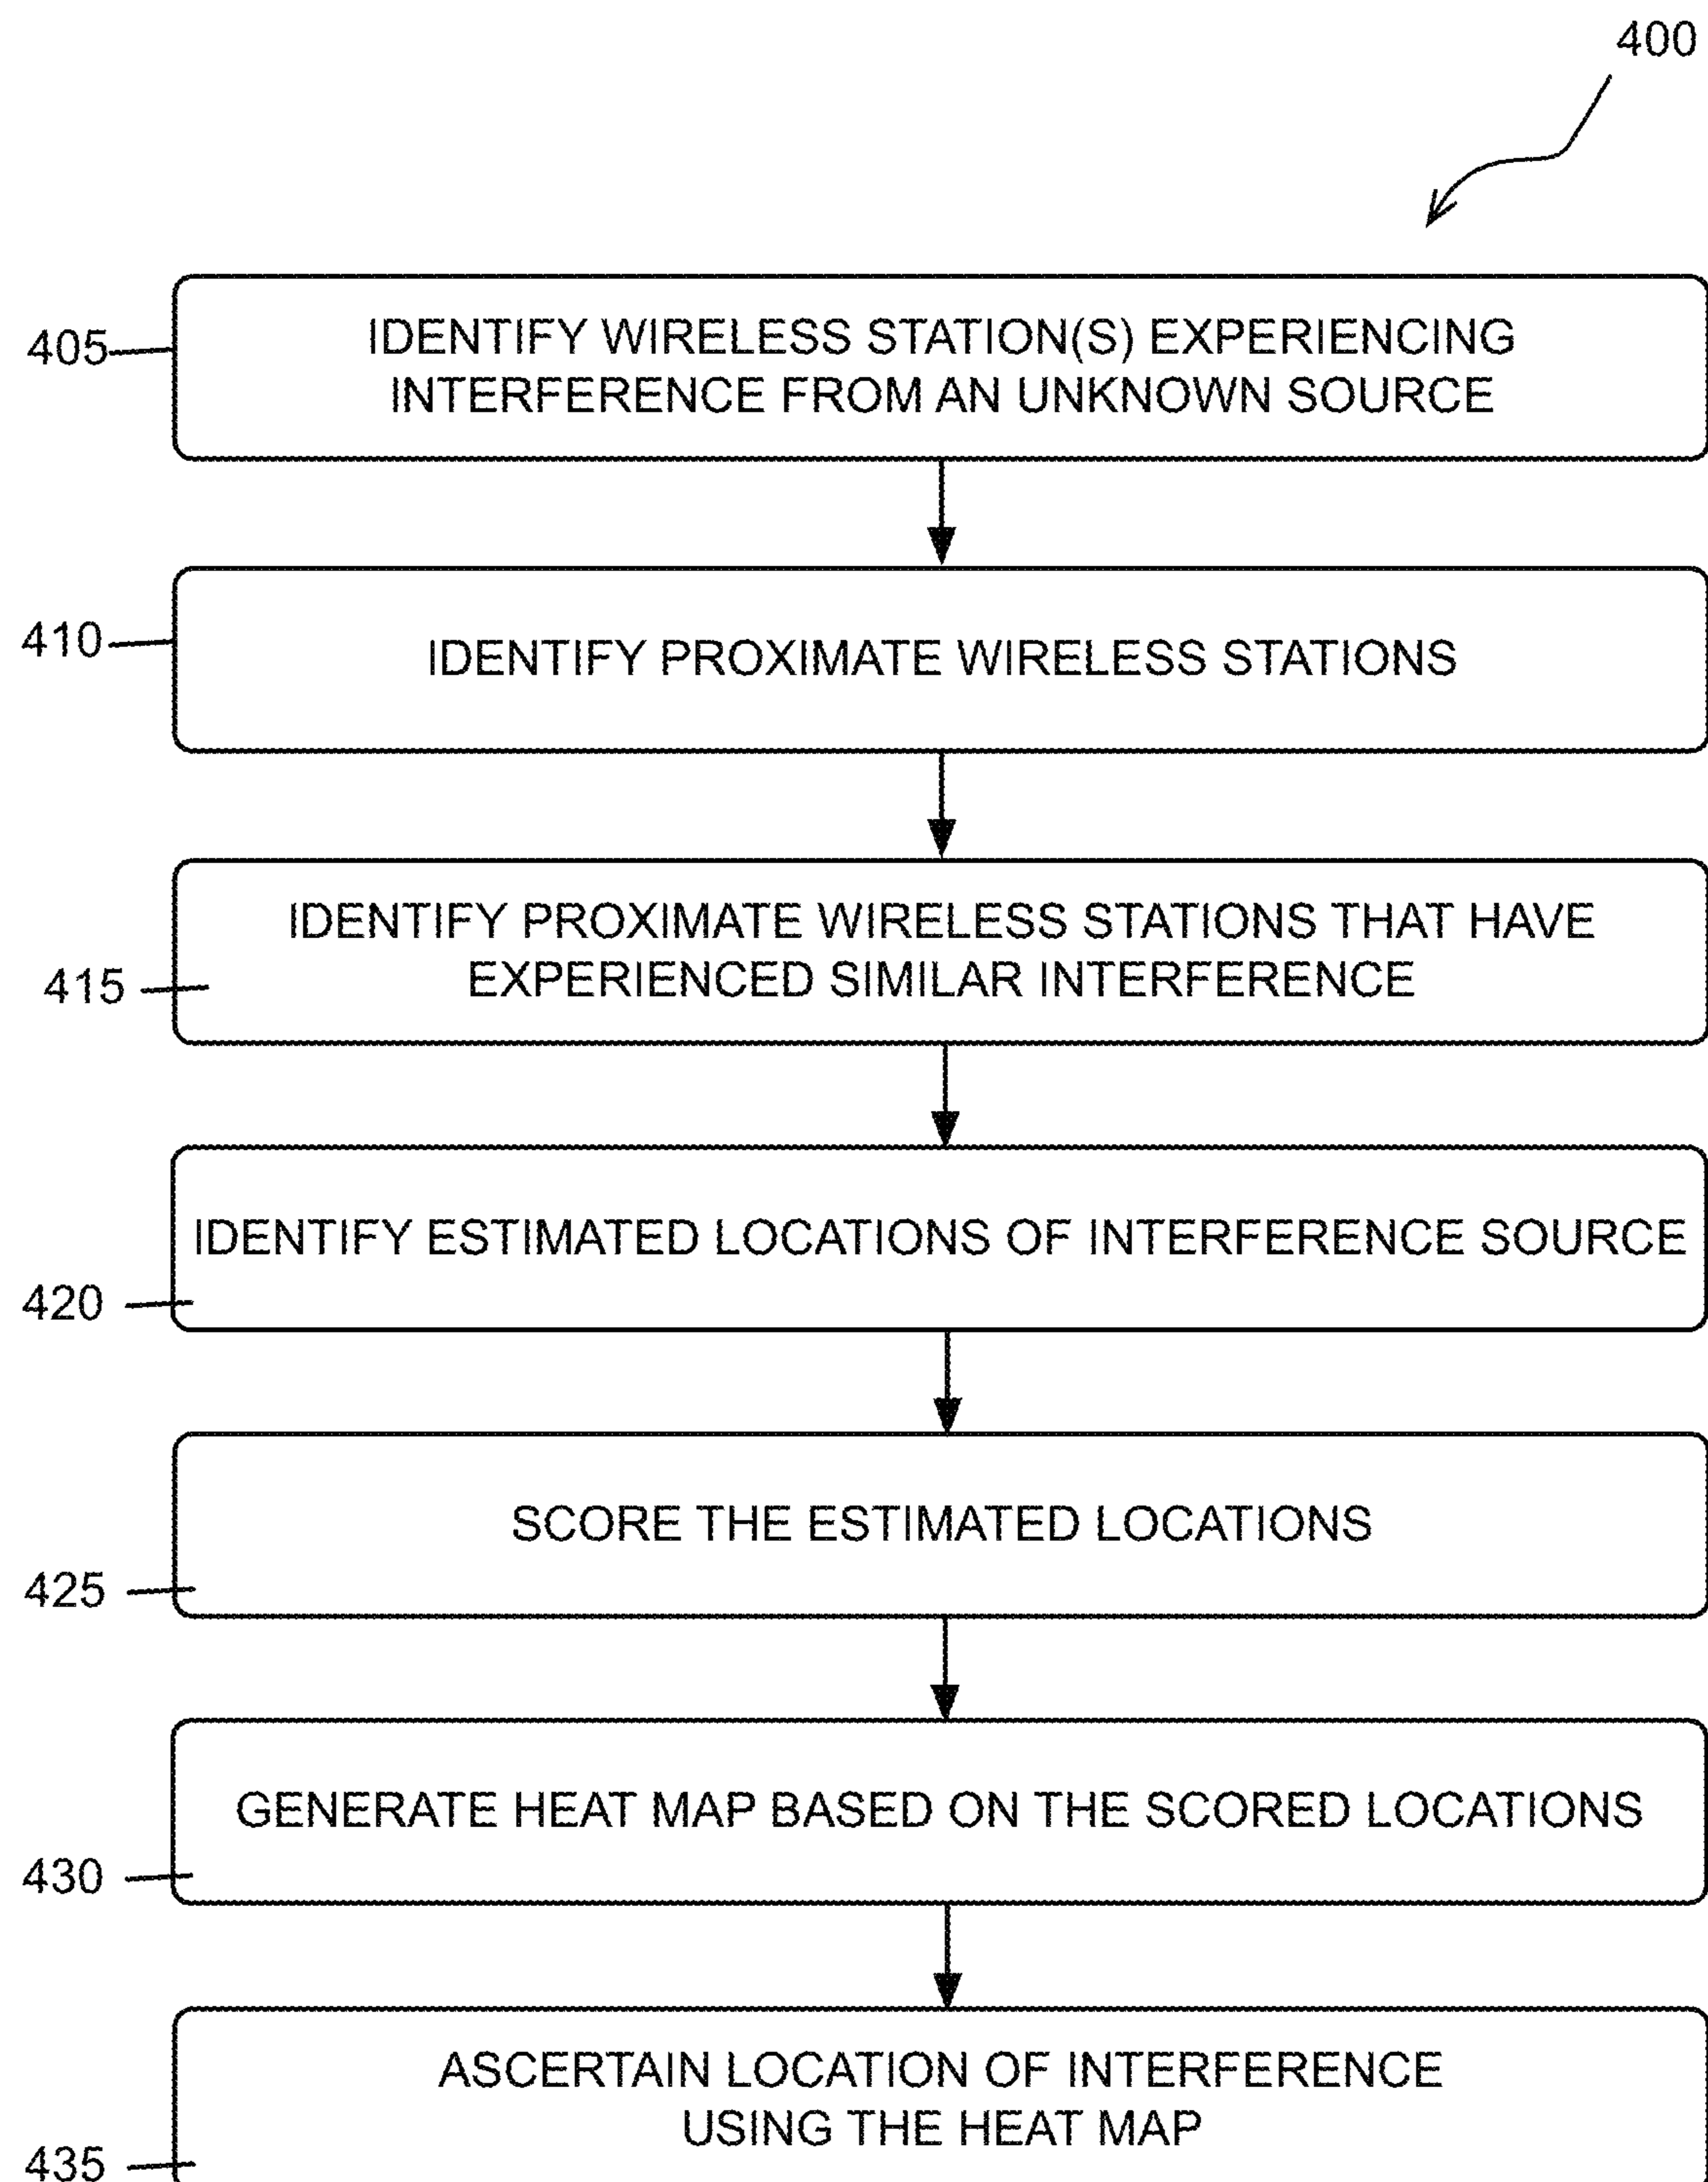 400
405
IDENTIFY WIRELESS STATION(S) EXPERIENCING
INTERFERENCE FROM AN UNKNOWN SOURCE
410
IDENTIFY PROXIMATE WIRELESS STATIONS
IDENTIFY PROXIMATE WIRELESS STATIONS THAT HAVE
EXPERIENCED SIMILAR INTERFERENCE
415
IDENTIFY ESTIMATED LOCATIONS OF INTERFERENCE SOURCE
420
SCORE THE ESTIMATED LOCATIONS
425
GENERATE HEAT MAP BASED ON THE SCORED LOCATIONS
430
ASCERTAIN LOCATION OF INTERFERENCE
USING THE HEAT MAP
435